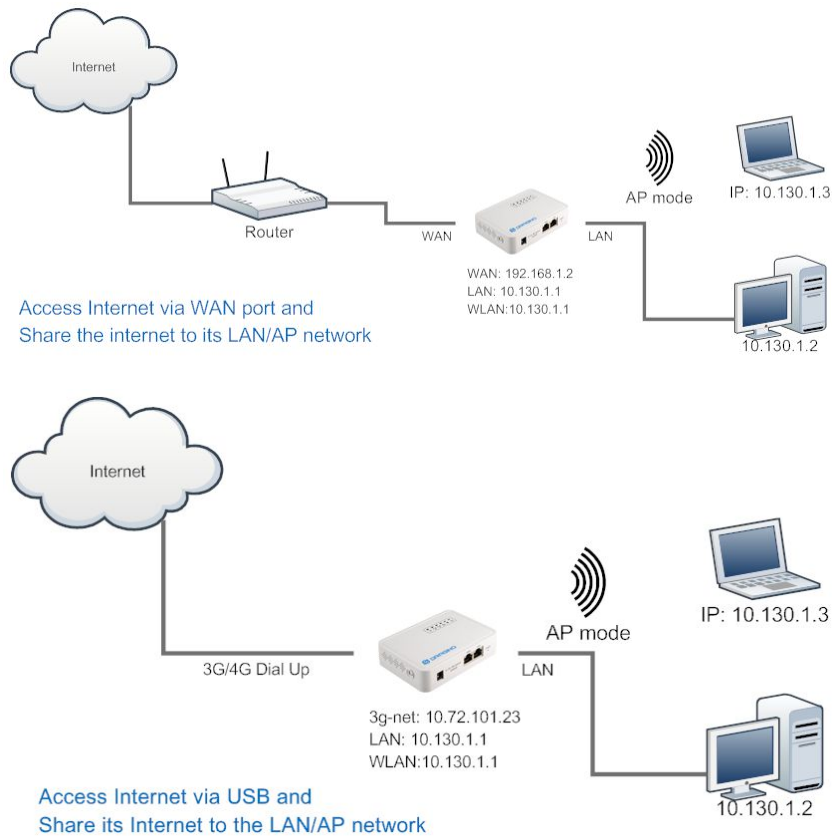 Internet
AP mode
IP: 10.130.1.3
Router
WAN
LAN
WAN: 192.168.1.2
LAN: 10.130.1.1
WLAN:10.130.1.1
Access Internet via WAN port and
Share the internet to its LAN/AP network
10.130.1.2
Internet
AP mode
IP: 10.130.1.3
3G/4G Dial Up
DRAGINO
LAN
3g-net: 10.72.101.23
LAN: 10.130.1.1
WLAN:10.130.1.1
10.130.1.2
Access Internet via USB and
Share its Internet to the LAN/AP network